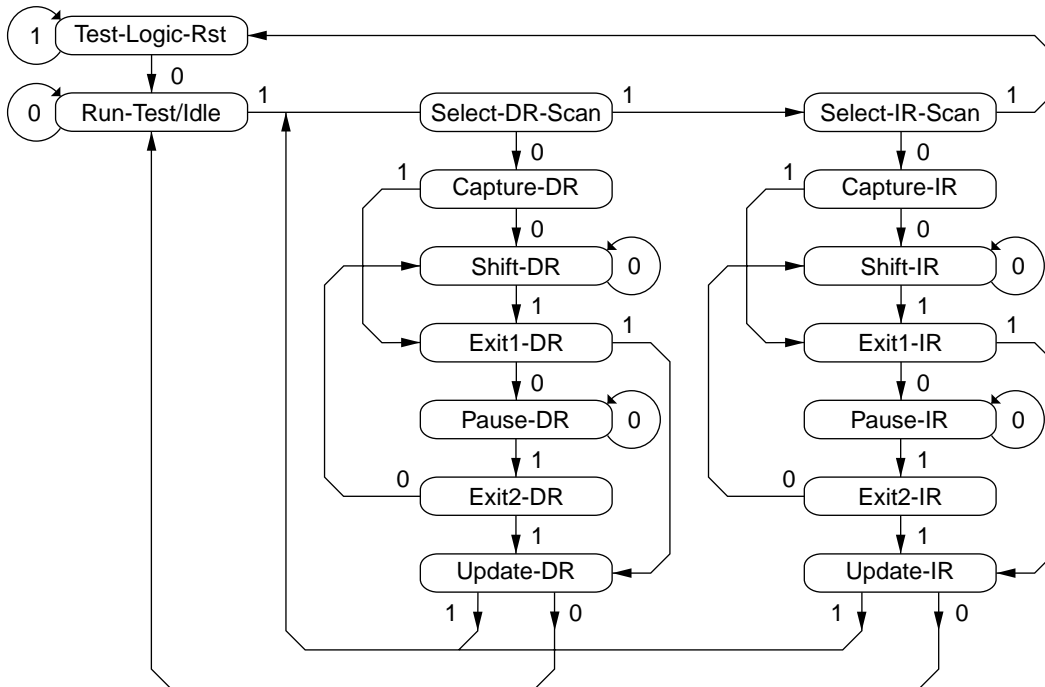 1
Test-Logic-Rst
0
0
Run-Test/Idle
1
Select-DR-Scan
1
Select-IR-Scan
1
0
0
1
Capture-DR
1
Capture-IR
0
0
Shift-DR
0
Shift-IR
0
1
1
Exit1-DR
1
Exit1-IR
1
0
0
Pause-DR
0
Pause-IR
0
1
1
0
Exit2-DR
0
Exit2-IR
1
1
Update-DR
Update-IR
1
0
1
0